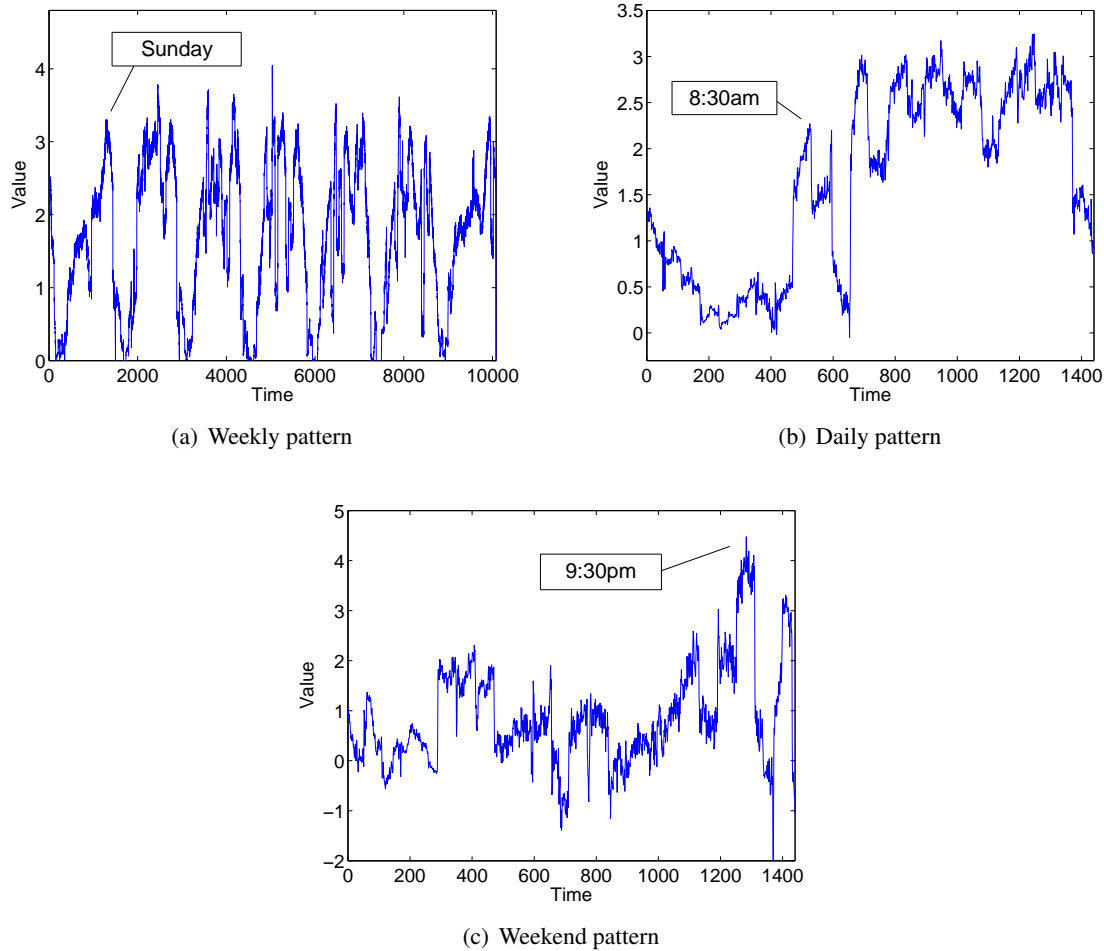 Sunday
4
3
2
1
0
Value
0 2000 4000 6000 8000 10000
Time
(a) Weekly pattern
8:30am
3.5
3
2.5
2
1.5
1
0.5
0
Value
0 200 400 600 800 1000 1200 1400
Time
(b) Daily pattern
9:30pm
5
4
3
2
1
0
−1
−2
Value
0 200 400 600 800 1000 1200 1400
Time
(c) Weekend pattern